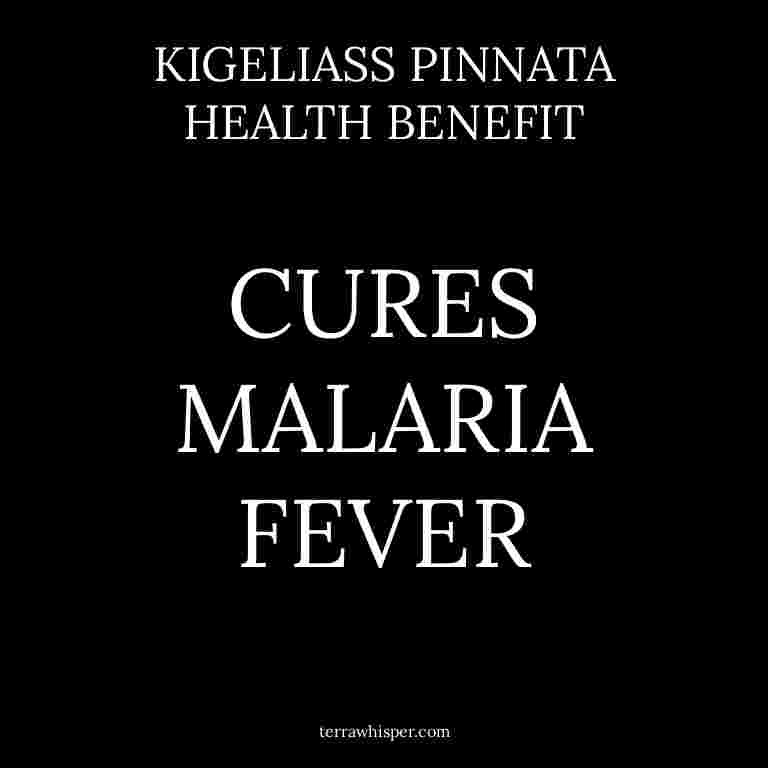 KIGELIASS PINNATA
HEALTH BENEFIT
CURES
MALARIA
FEVER
terrawhisper.com